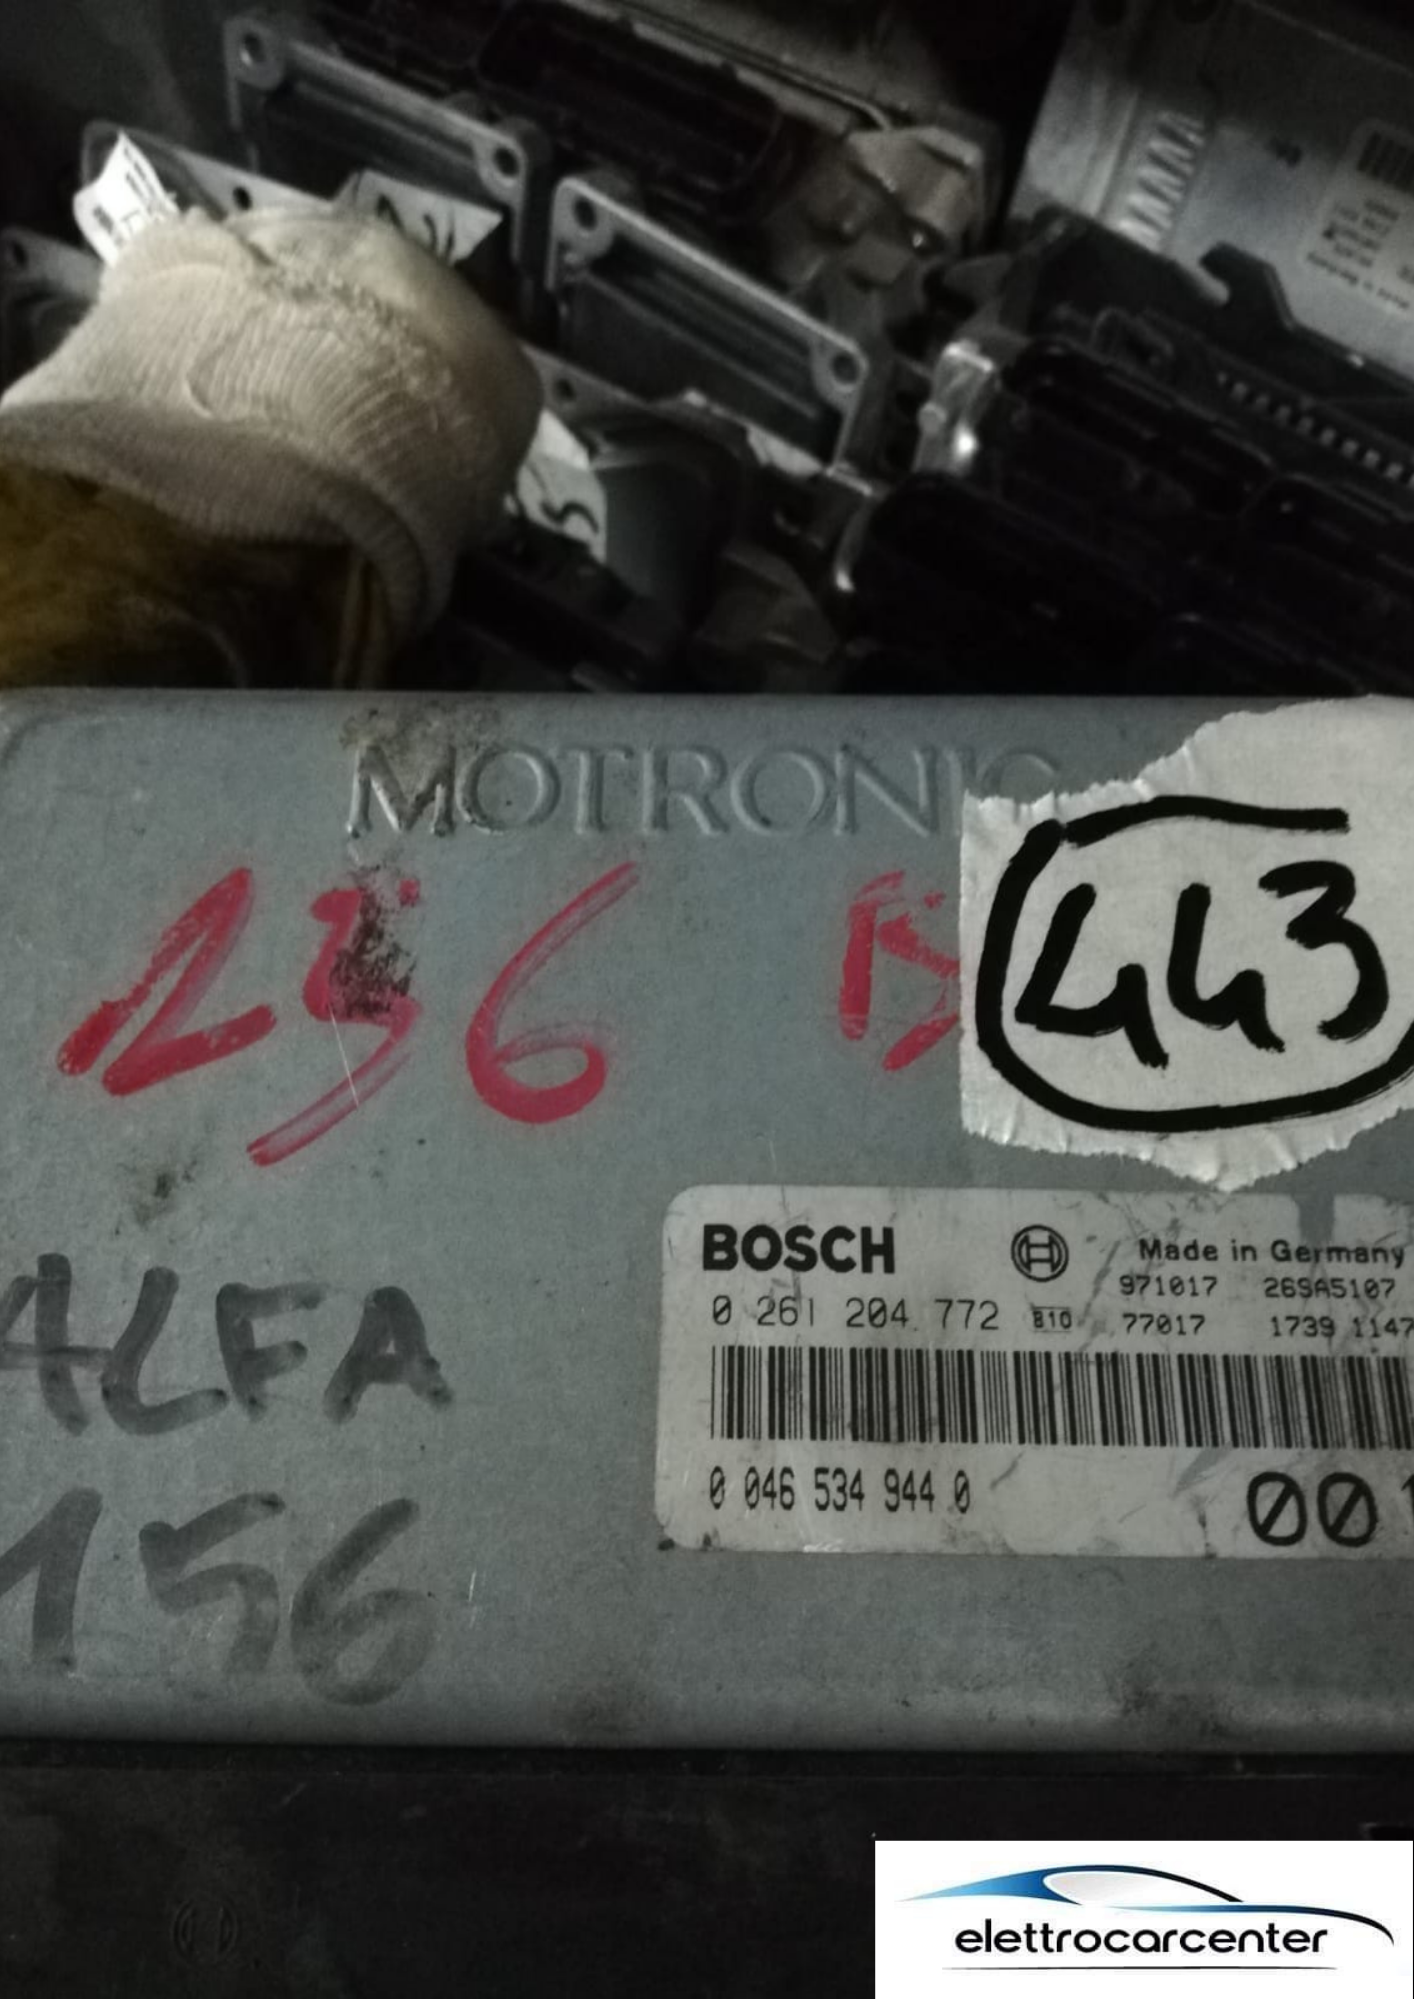 MOTRONIC
156 B
443
BOSCH Made in Germany
971017 26SA5107
0 261 204 772 B10 77017 1739 1147
0 046 534 944 0 001
ALFA
156
elettrocarcenter